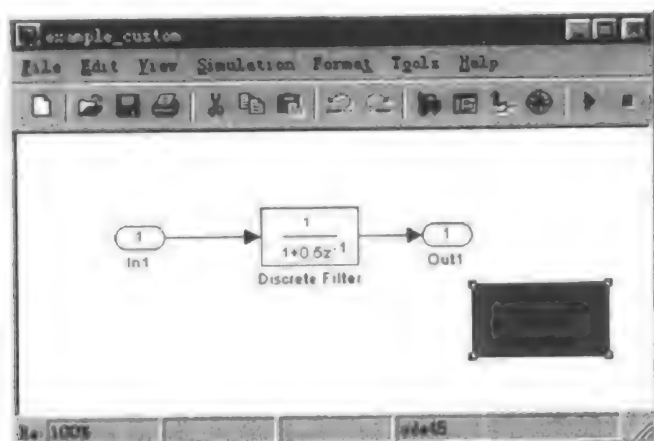 example_custom
File Edit View Simulation Format Tools Help
1
In1
1
1+0.5z-1
Discrete Filter
1
Out1
100%
ode45